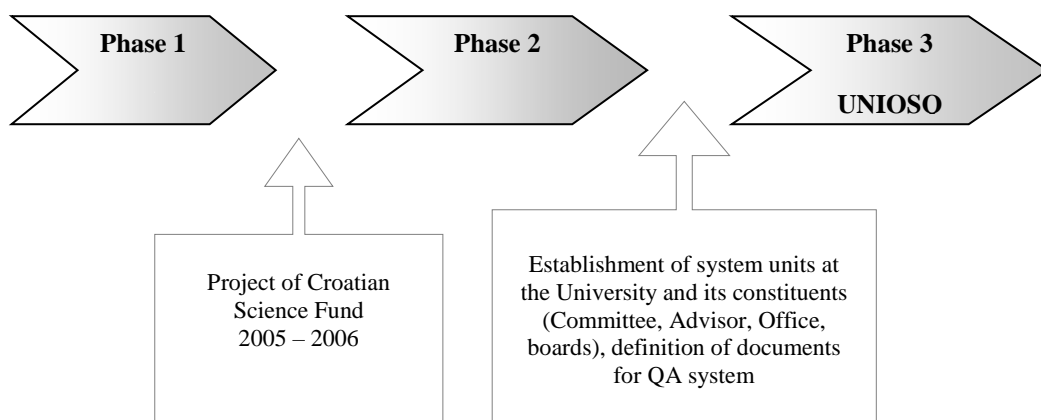 Phase 1
Phase 2
Phase 3
UNIOSO
Project of Croatian
Science Fund
2005 – 2006
Establishment of system units at
the University and its constituents
(Committee, Advisor, Office,
boards), definition of documents
for QA system